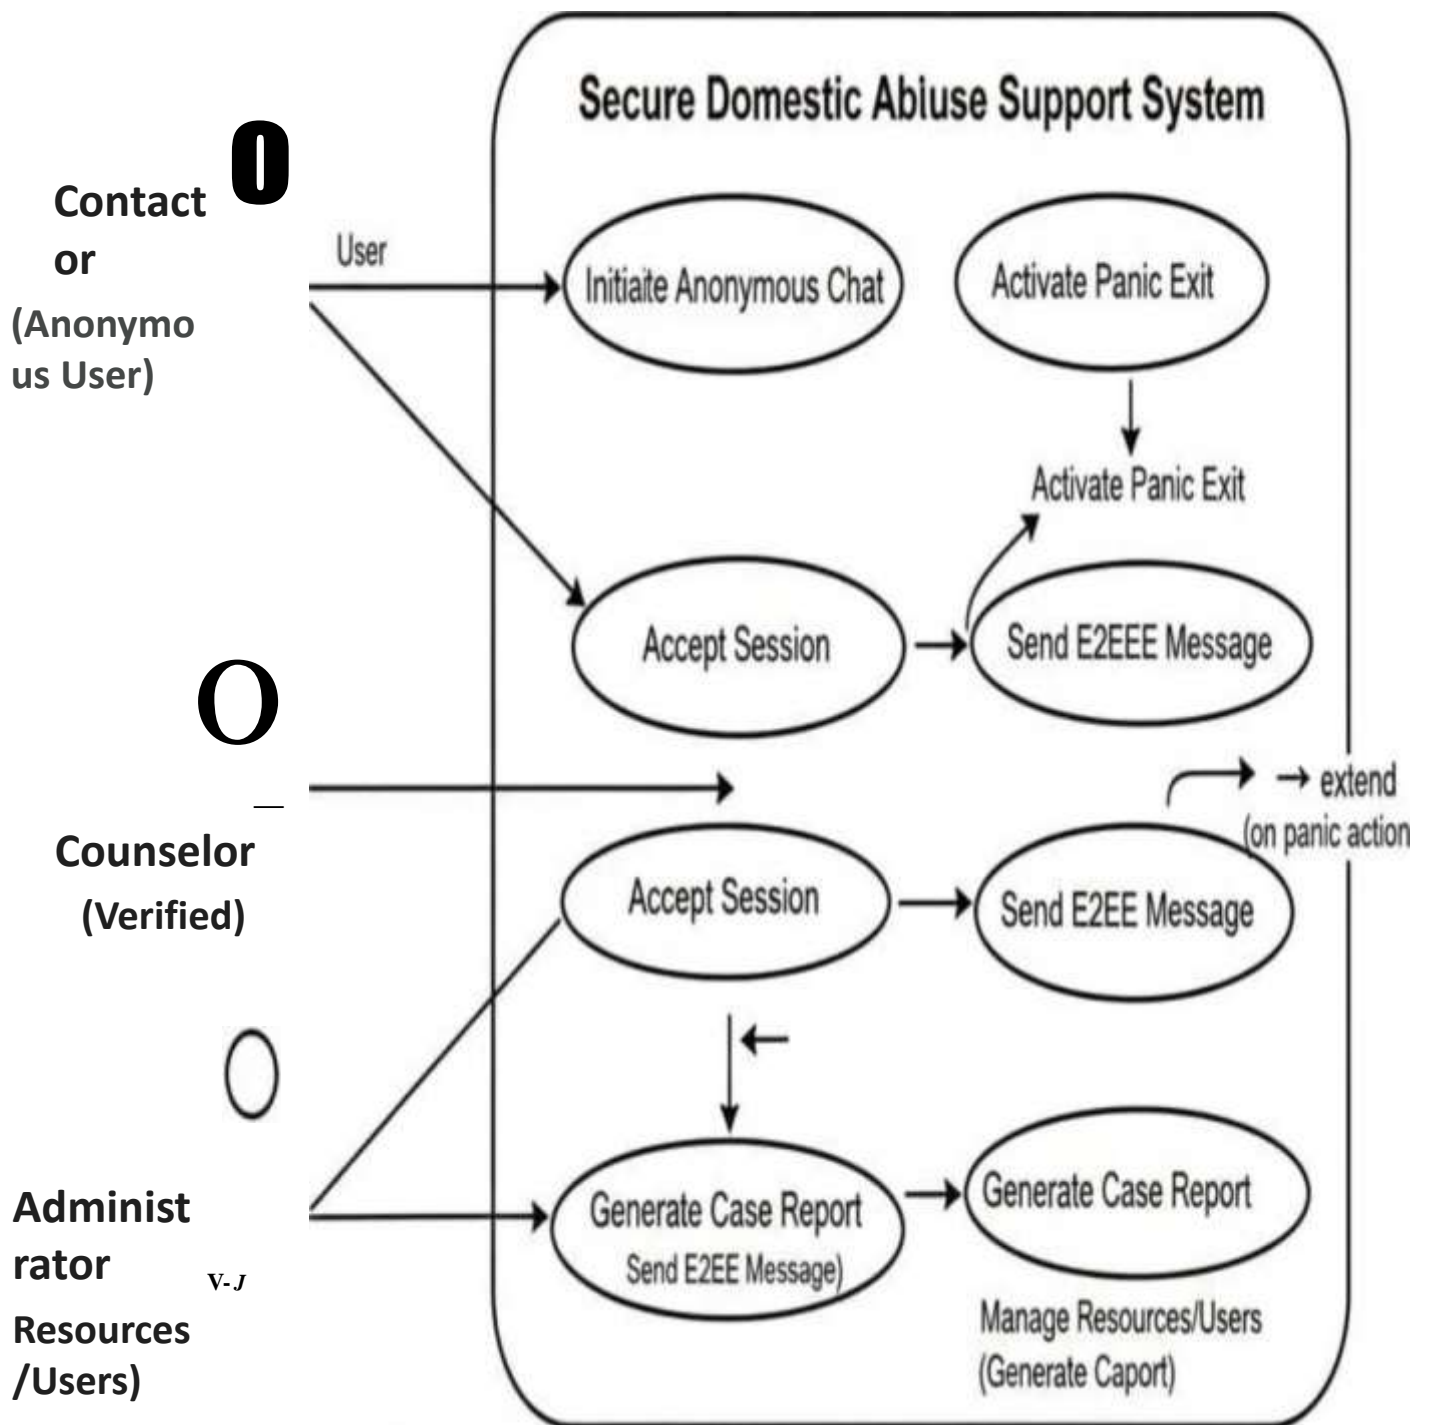 Secure Domestic Abiuse Support System
Contact
or
(Anonymo
us User)
User
Initiaite Anonymous Chat
Activate Panic Exit
Activate Panic Exit
Accept Session
Send E2EEE Message
Counselor
(Verified)
extend
(on panic action
Accept Session
Send E2EE Message
Administ
rator
V-J
Resources
/Users)
Generate Case Report
Send E2EE Message)
Generate Case Report
Manage Resources/Users
(Generate Caport)